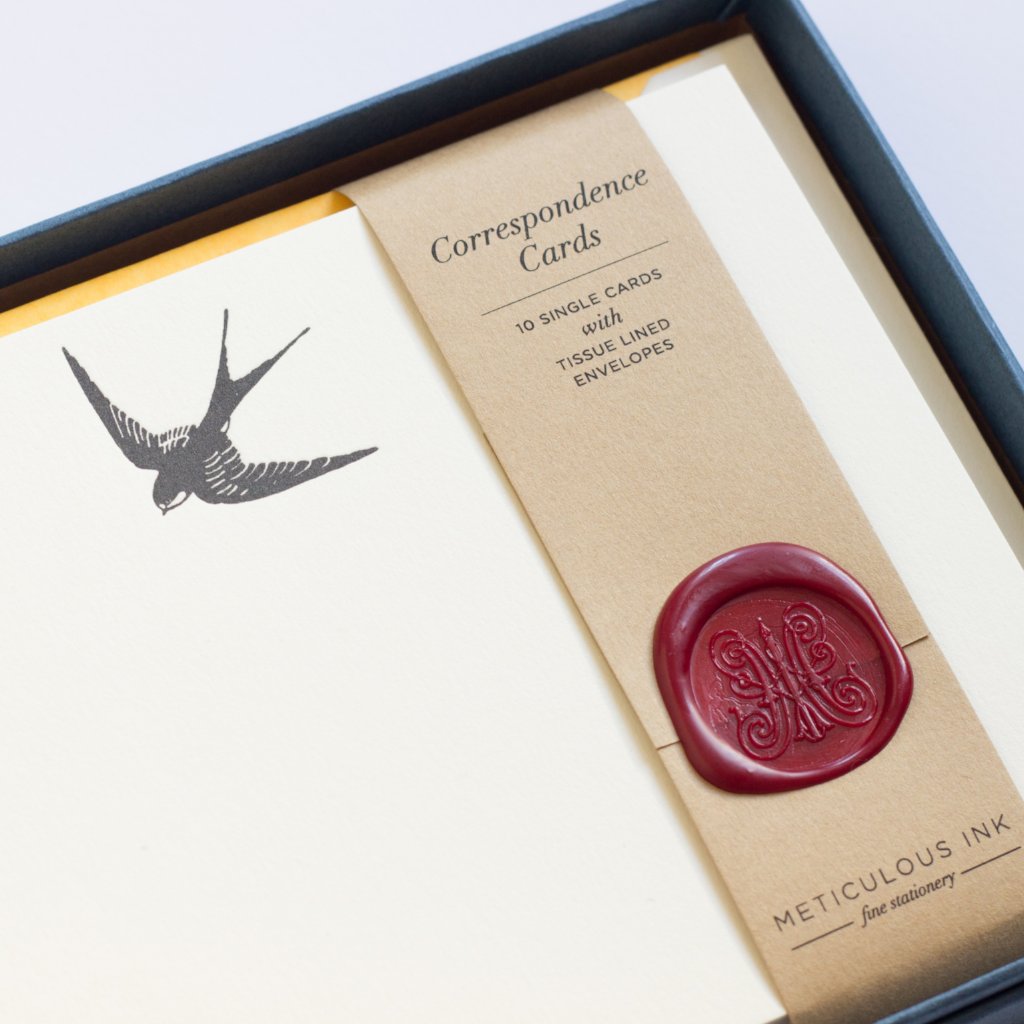 Correspondence
Cards
10 SINGLE CARDS
with
TISSUE LINED
ENVELOPES
METICULOUS INK
fine stationery